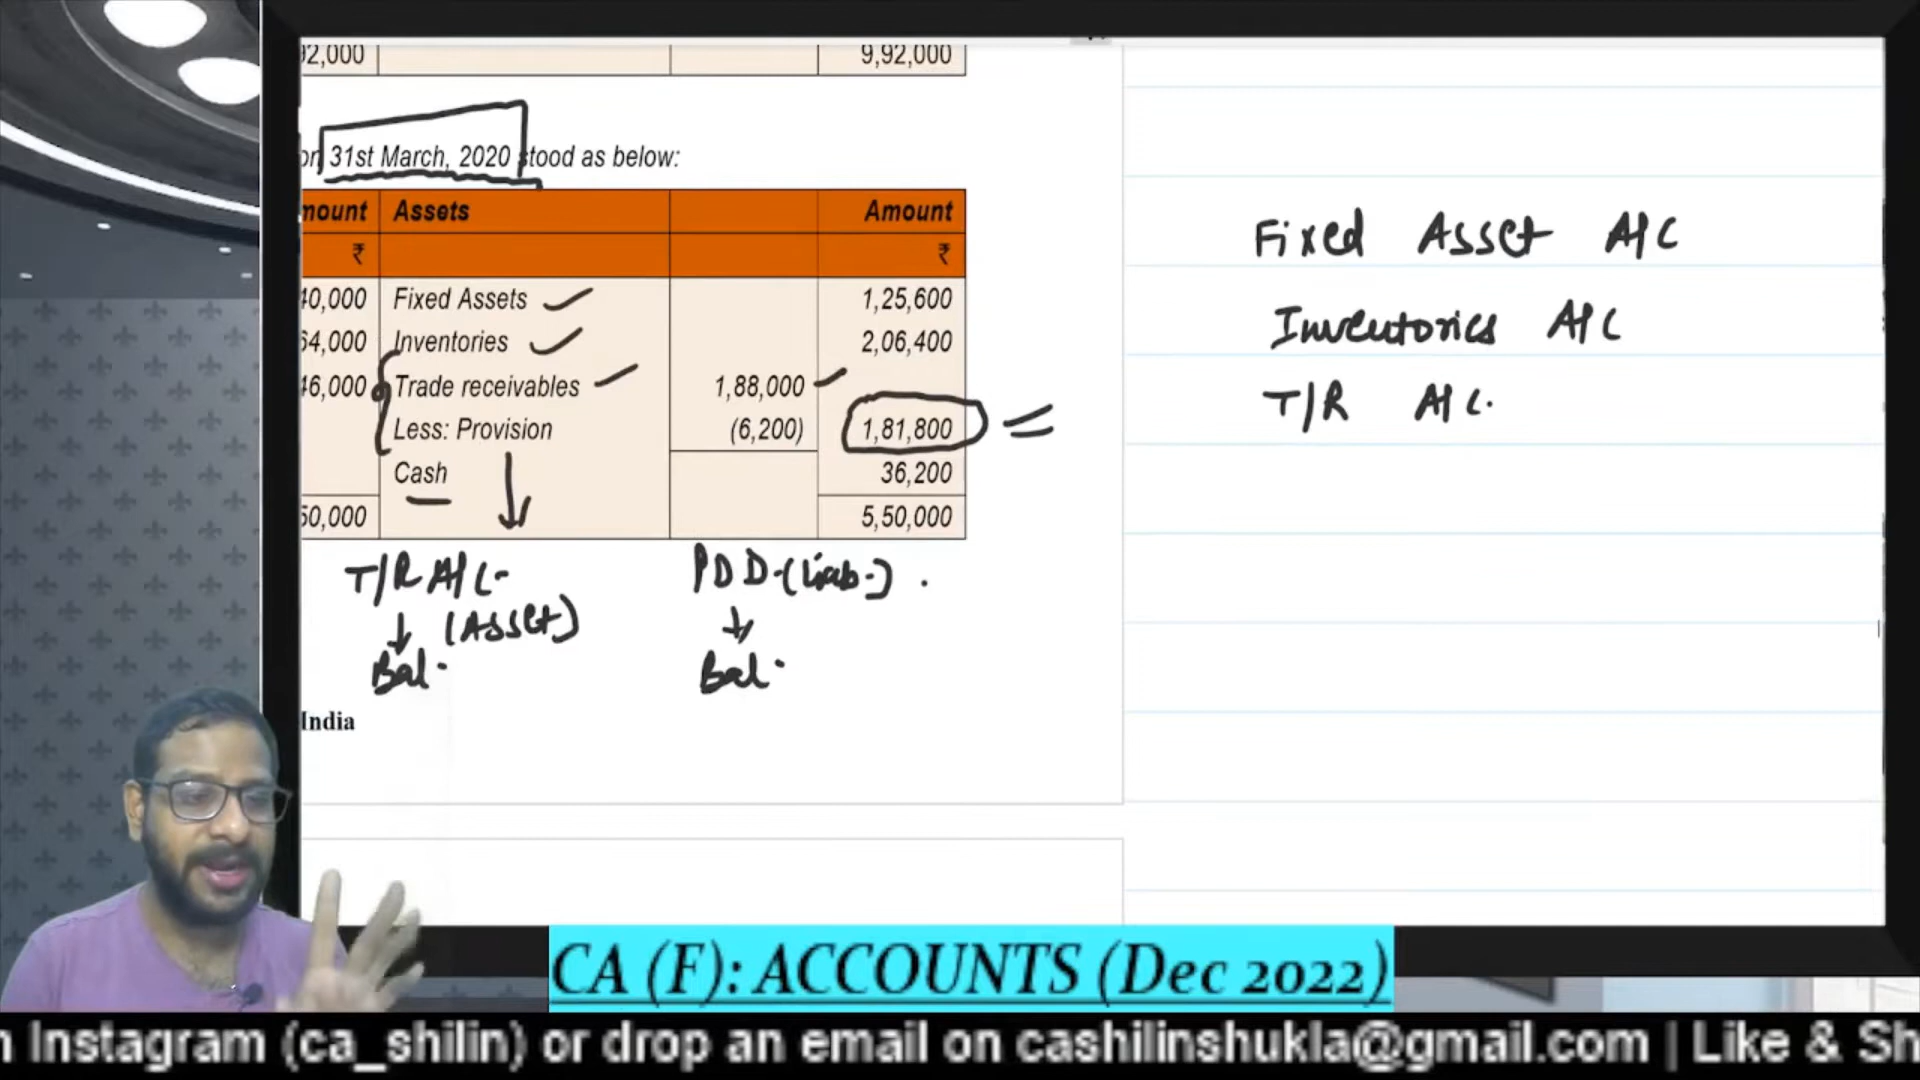 92,000 9,92,000
on 31st March, 2020 stood as below:
mount Assets Amount
₹ ₹
40,000 Fixed Assets 1,25,600
64,000 Inventories 2,06,400
46,000 Trade receivables 1,88,000
Less: Provision (6,200) 1,81,800
Cash 36,200
50,000 5,50,000
T/R A/C- PDD-(Liab-) .
(Asset)
Bal- Bal-
India
Fixed Asset A/C
Inventories A/C
T/R A/C.
CA (F): ACCOUNTS (Dec 2022)
n Instagram (ca_shilin) or drop an email on cashilinshukla@gmail.com | Like & Sh